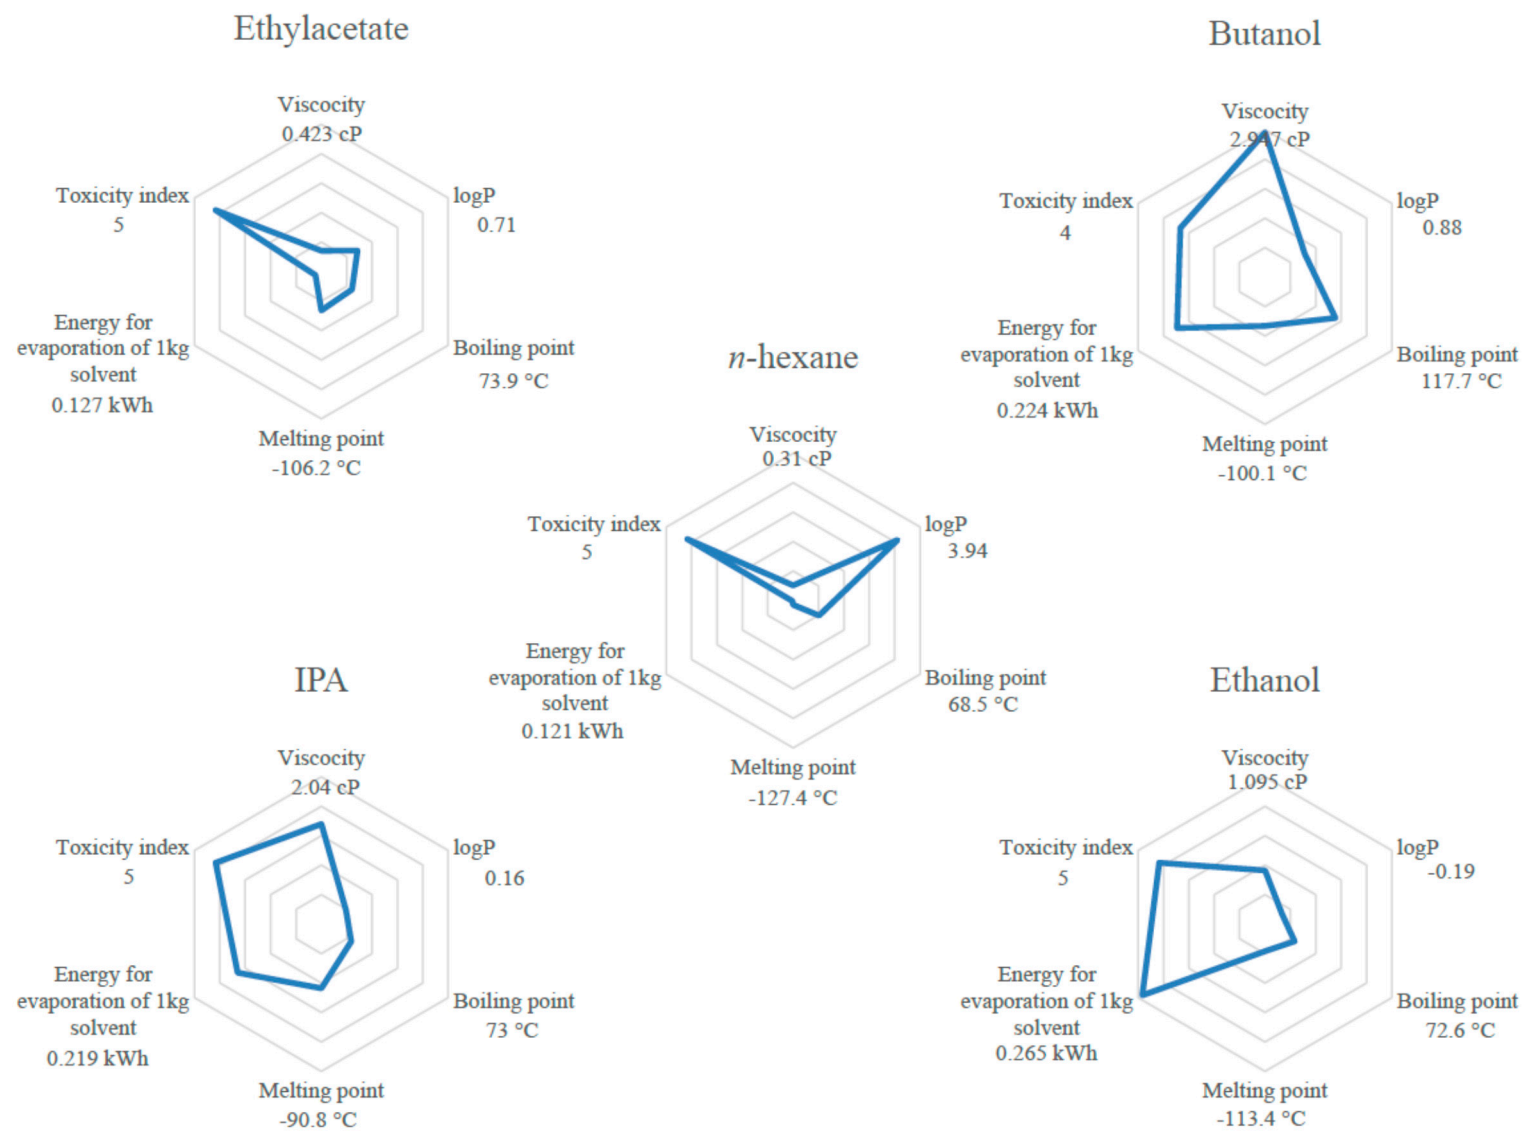 Ethylacetate
Viscocity
0.423 cP
logP
0.71
Boiling point
73.9 °C
Melting point
-106.2 °C
Energy for
evaporation of 1kg
solvent
0.127 kWh
Toxicity index
5
Butanol
Viscocity
2.947 cP
logP
0.88
Boiling point
117.7 °C
Melting point
-100.1 °C
Energy for
evaporation of 1kg
solvent
0.224 kWh
Toxicity index
4
n-hexane
Viscocity
0.31 cP
logP
3.94
Boiling point
68.5 °C
Melting point
-127.4 °C
Energy for
evaporation of 1kg
solvent
0.121 kWh
Toxicity index
5
IPA
Viscocity
2.04 cP
logP
0.16
Boiling point
73 °C
Melting point
-90.8 °C
Energy for
evaporation of 1kg
solvent
0.219 kWh
Toxicity index
5
Ethanol
Viscocity
1.095 cP
logP
-0.19
Boiling point
72.6 °C
Melting point
-113.4 °C
Energy for
evaporation of 1kg
solvent
0.265 kWh
Toxicity index
5